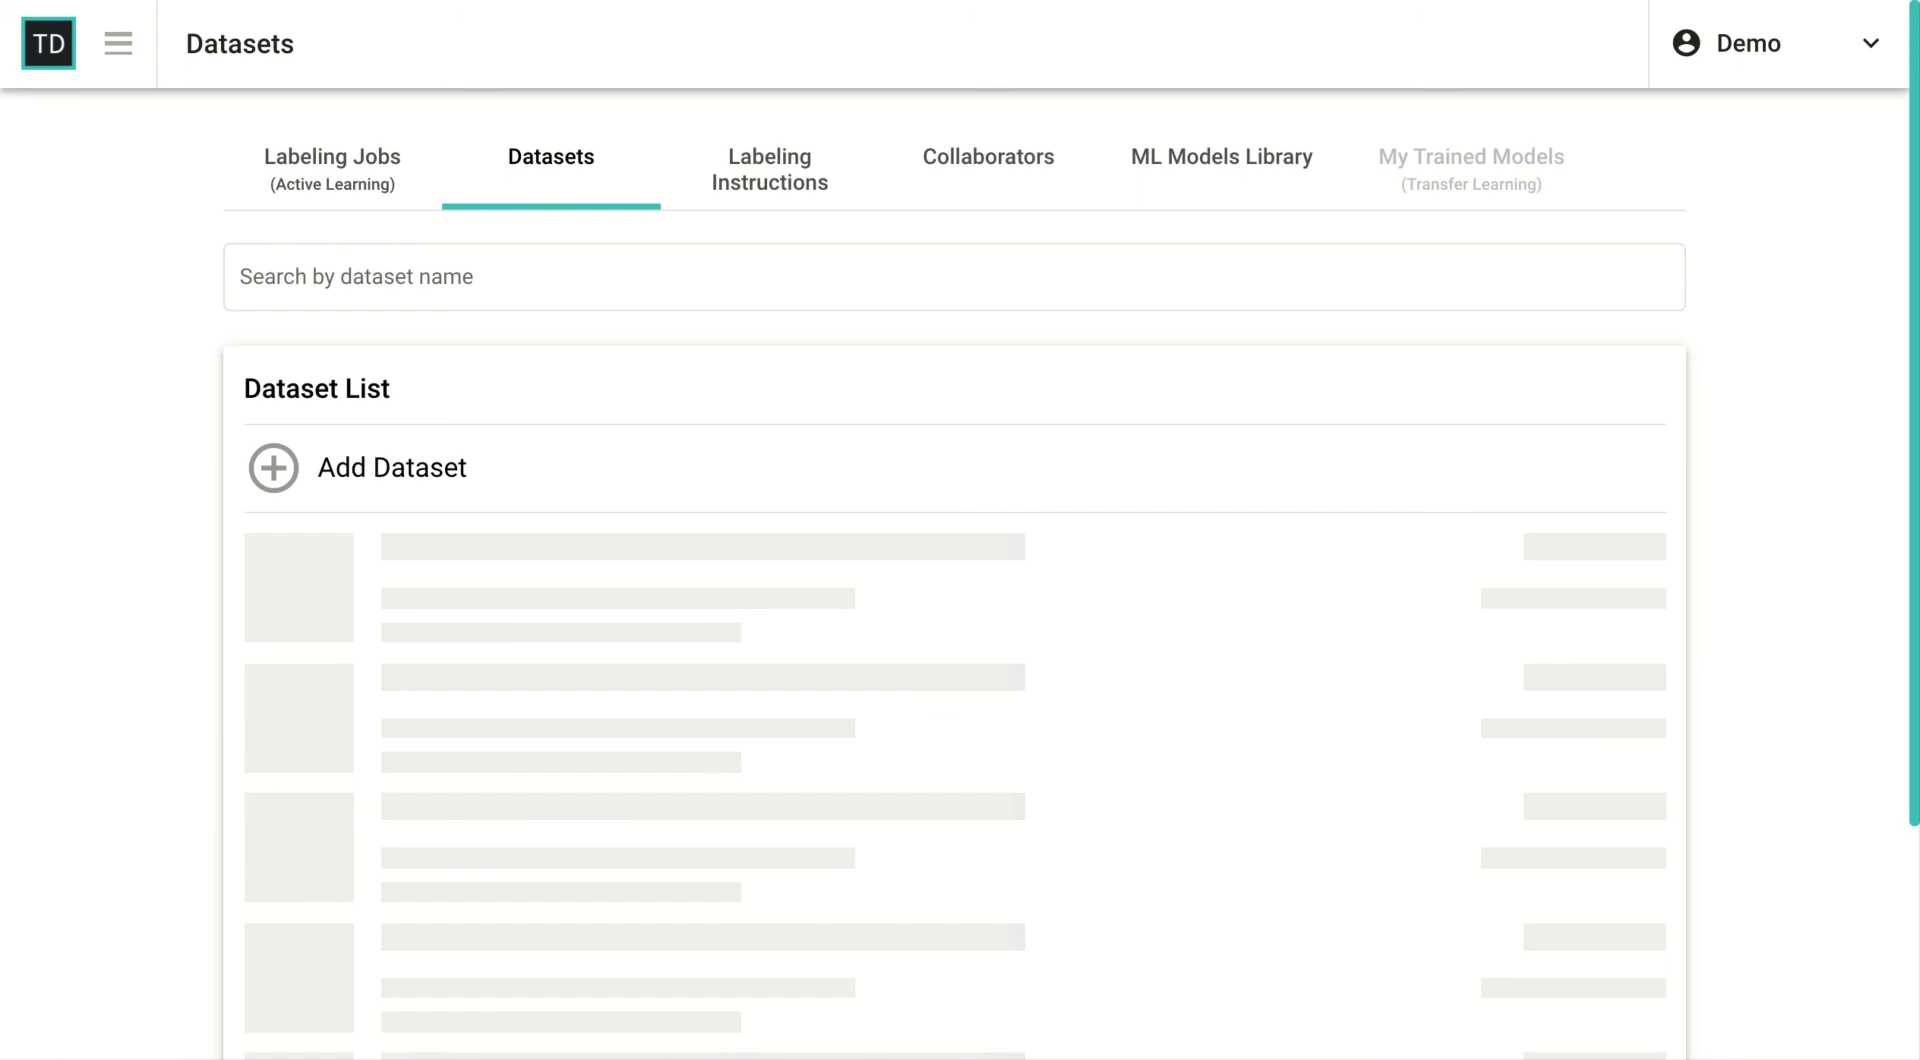 TD
Datasets
Demo
Labeling Jobs
(Active Learning)
Datasets
Labeling
Instructions
Collaborators
ML Models Library
My Trained Models
(Transfer Learning)
Search by dataset name
Dataset List
Add Dataset